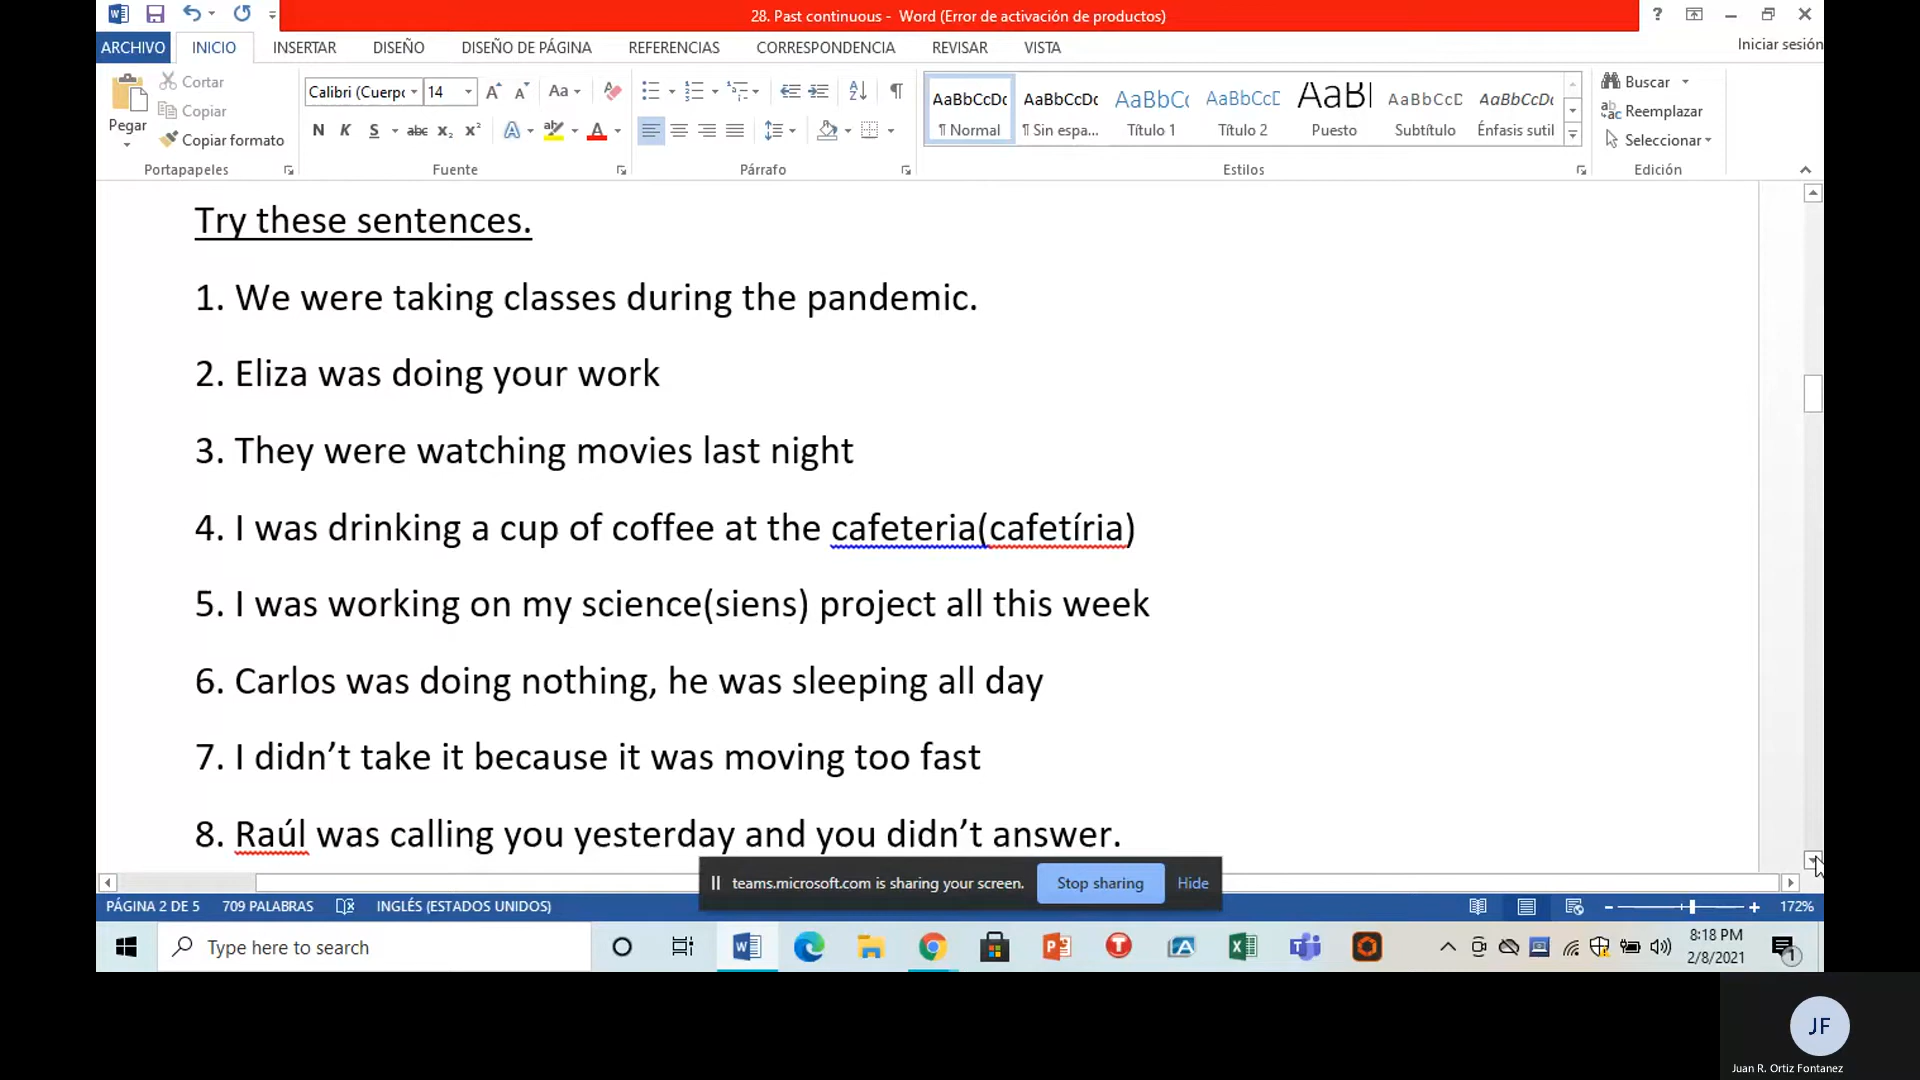 28. Past continuous - Word (Error de activación de productos)
?
ARCHIVO INICIO INSERTAR DISEÑO DISEÑO DE PÁGINA REFERENCIAS CORRESPONDENCIA REVISAR VISTA Iniciar sesión
Pegar
Cortar
Copiar
Copiar formato
Portapapeles
Calibri (Cuerpo 14
Aa
N K S abc x₂ x²
A A
Fuente
Párrafo
AaBbCcDc AaBbCcDc AaBbCc AaBbCcD AaBI AaBbCcD AaBbCcDc
¶ Normal ¶ Sin espa... Título 1 Título 2 Puesto Subtítulo Énfasis sutil
Estilos
Buscar
Reemplazar
Seleccionar
Edición
Try these sentences.
1. We were taking classes during the pandemic.
2. Eliza was doing your work
3. They were watching movies last night
4. I was drinking a cup of coffee at the cafeteria(cafetíria)
5. I was working on my science(siens) project all this week
6. Carlos was doing nothing, he was sleeping all day
7. I didn’t take it because it was moving too fast
8. Raúl was calling you yesterday and you didn’t answer.
teams.microsoft.com is sharing your screen. Stop sharing Hide
PÁGINA 2 DE 5 709 PALABRAS INGLÉS (ESTADOS UNIDOS) 172%
Type here to search
8:18 PM
2/8/2021
1
JF
Juan R. Ortiz Fontanez